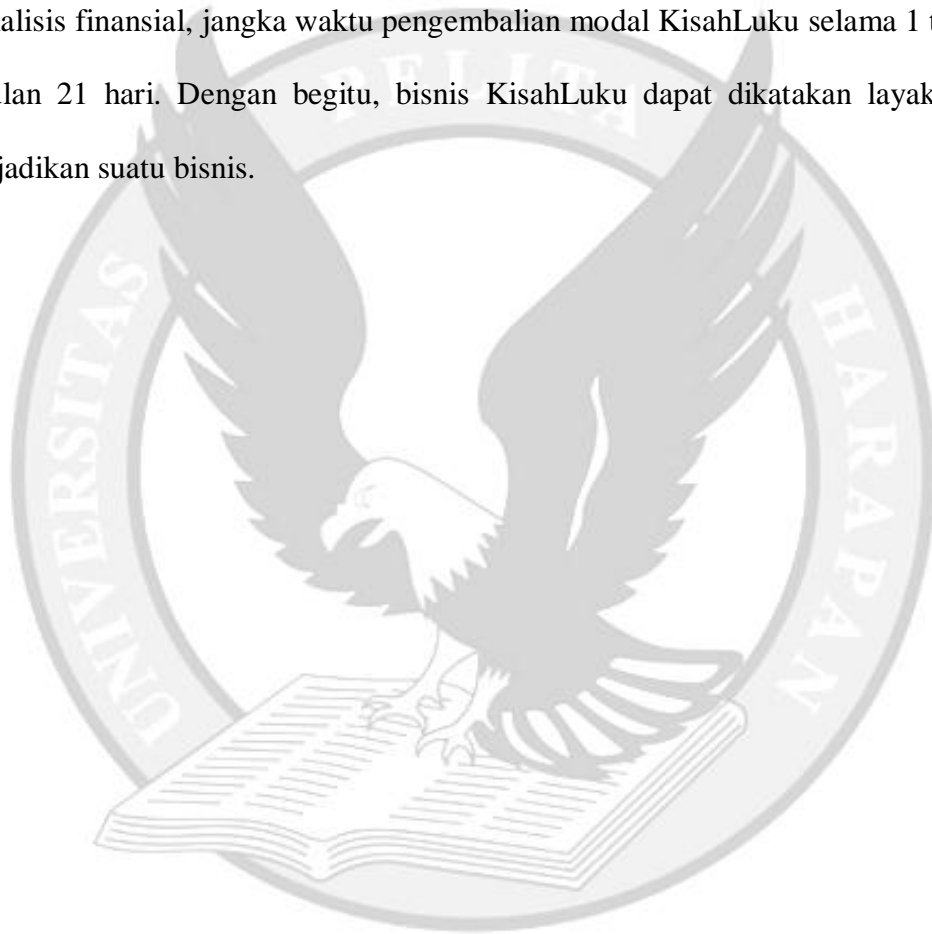 alisis finansial, jangka waktu pengembalian modal KisahLuku selama 1 t
lan 21 hari. Dengan begitu, bisnis KisahLuku dapat dikatakan layak
jadikan suatu bisnis.
UNIVERSITAS PELITA HARAPAN